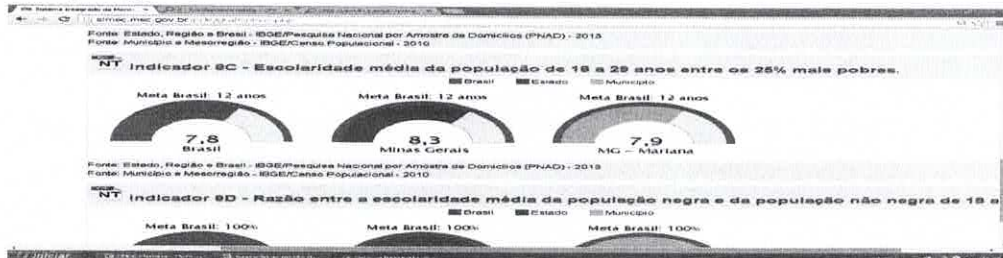 simec.mec.gov.br
Fonte: Estado, Região e Brasil - IBGE/Pesquisa Nacional por Amostra de Domicílios (PNAD) - 2013
Fonte: Município e Mesorregião - IBGE/Censo Populacional - 2010
NT Indicador 8C - Escolaridade média da população de 18 a 29 anos entre os 25% mais pobres.
Brasil Estado Município
Meta Brasil: 12 anos Meta Brasil: 12 anos Meta Brasil: 12 anos
7,8 8,3 7,9
Brasil Minas Gerais MG - Mariana
Fonte: Estado, Região e Brasil - IBGE/Pesquisa Nacional por Amostra de Domicílios (PNAD) - 2013
Fonte: Município e Mesorregião - IBGE/Censo Populacional - 2010
NT Indicador 8D - Razão entre a escolaridade média da população negra e da população não negra de 18 a
Brasil Estado Município
Meta Brasil: 100% Meta Brasil: 100% Meta Brasil: 100%
Iniciar